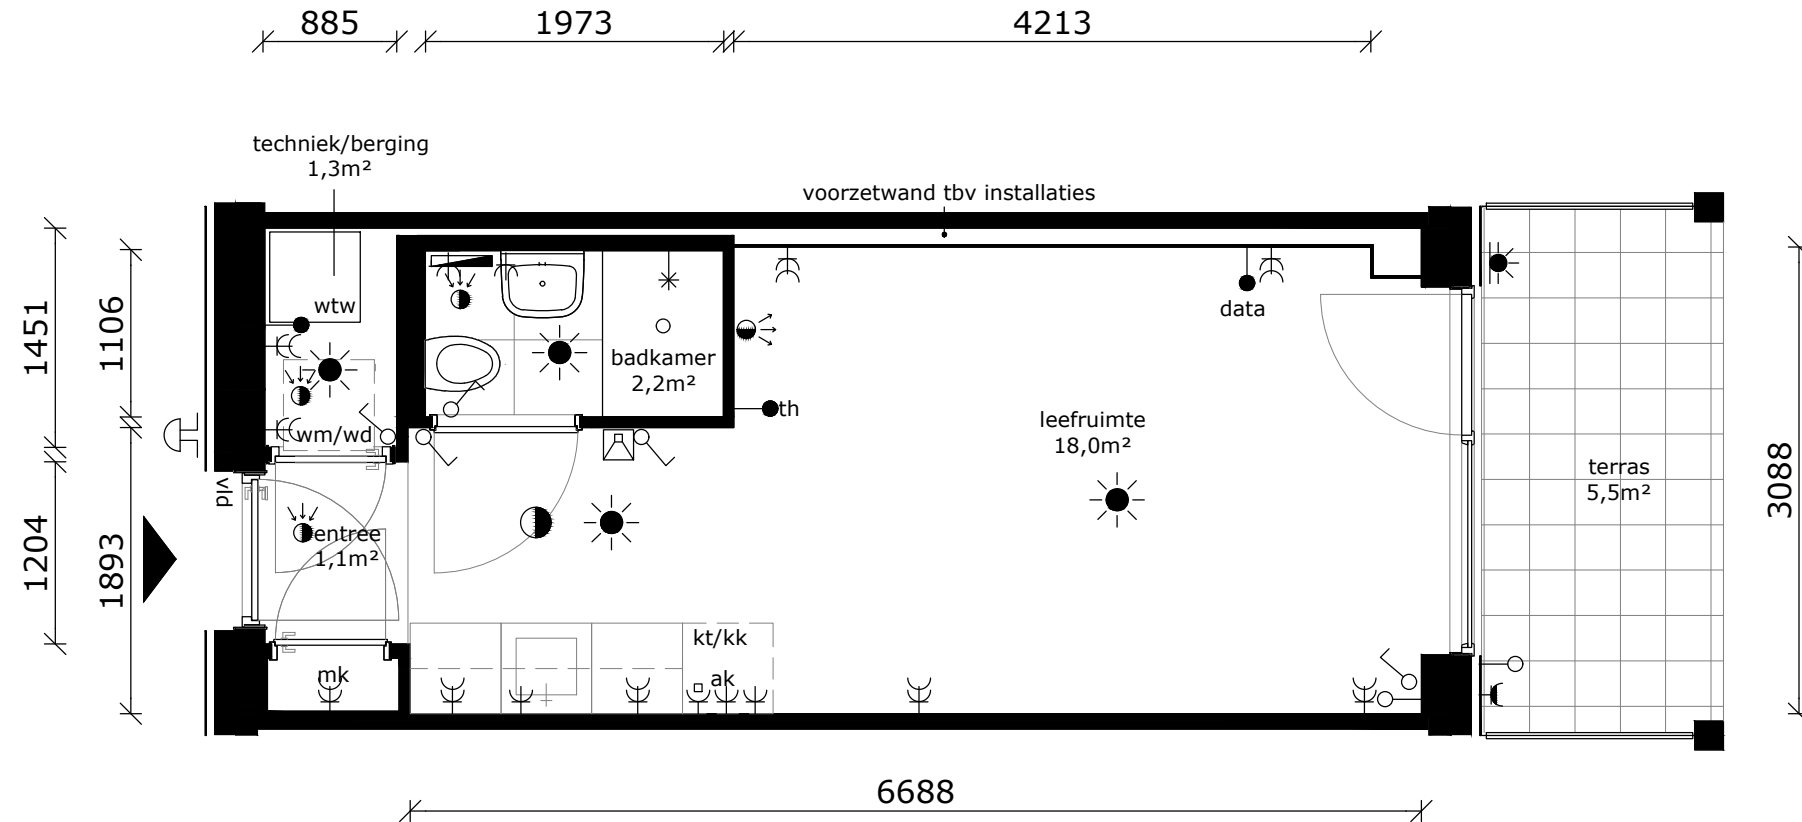 885
1973
4213
techniek/berging
1,3m²
voorzetwand tbv installaties
1451
1106
wtw
data
badkamer
2,2m²
th
leefruimte
18,0m²
wm/wd
vld
terras
5,5m²
3088
1204
1893
entree
1,1m²
kt/kk
mk
ak
6688